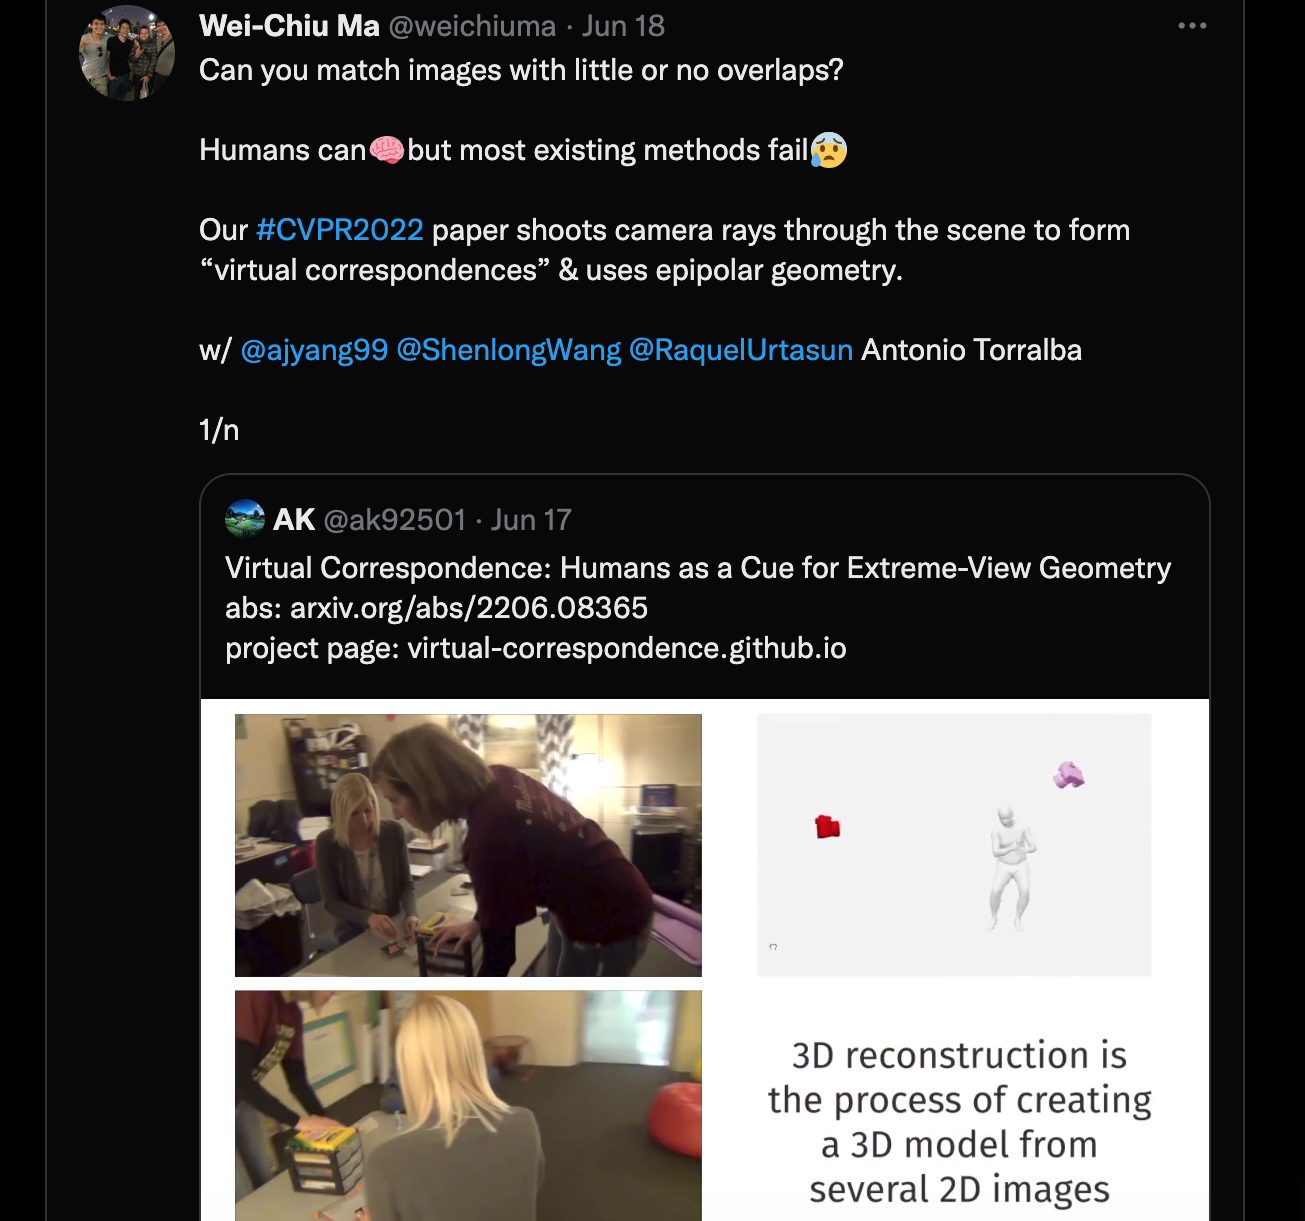 Wei-Chiu Ma @weichiuma · Jun 18
Can you match images with little or no overlaps?
Humans can🧠but most existing methods fail😰
Our #CVPR2022 paper shoots camera rays through the scene to form
“virtual correspondences” & uses epipolar geometry.
w/ @ajyang99 @ShenlongWang @RaquelUrtasun Antonio Torralba
1/n
AK @ak92501 · Jun 17
Virtual Correspondence: Humans as a Cue for Extreme-View Geometry
abs: arxiv.org/abs/2206.08365
project page: virtual-correspondence.github.io
3D reconstruction is
the process of creating
a 3D model from
several 2D images